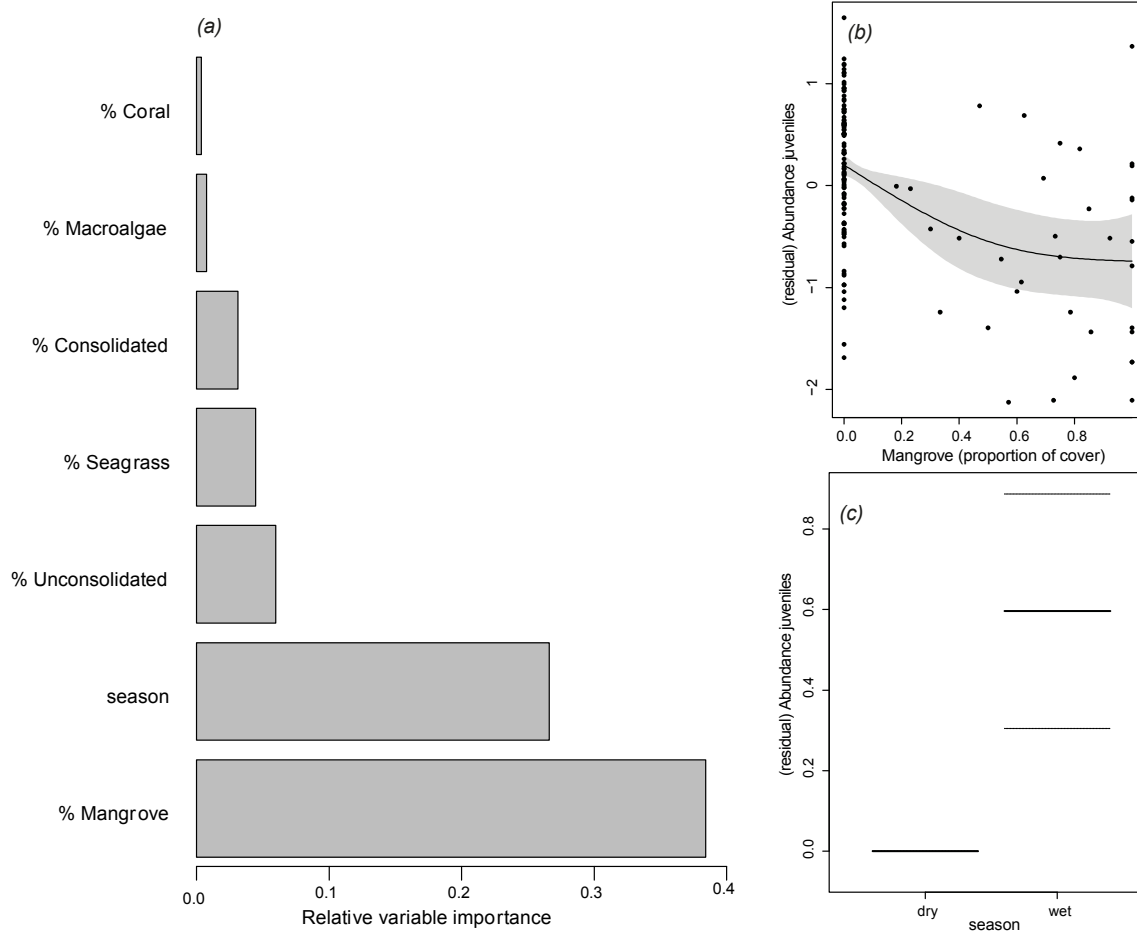 (a)
% Coral
% Macroalgae
% Consolidated
% Seagrass
% Unconsolidated
season
% Mangrove
0.0 0.1 0.2 0.3 0.4
Relative variable importance
(b)
(residual) Abundance juveniles
1
0
-1
-2
0.0 0.2 0.4 0.6 0.8
Mangrove (proportion of cover)
(c)
(residual) Abundance juveniles
0.8
0.6
0.4
0.2
0.0
dry wet
season